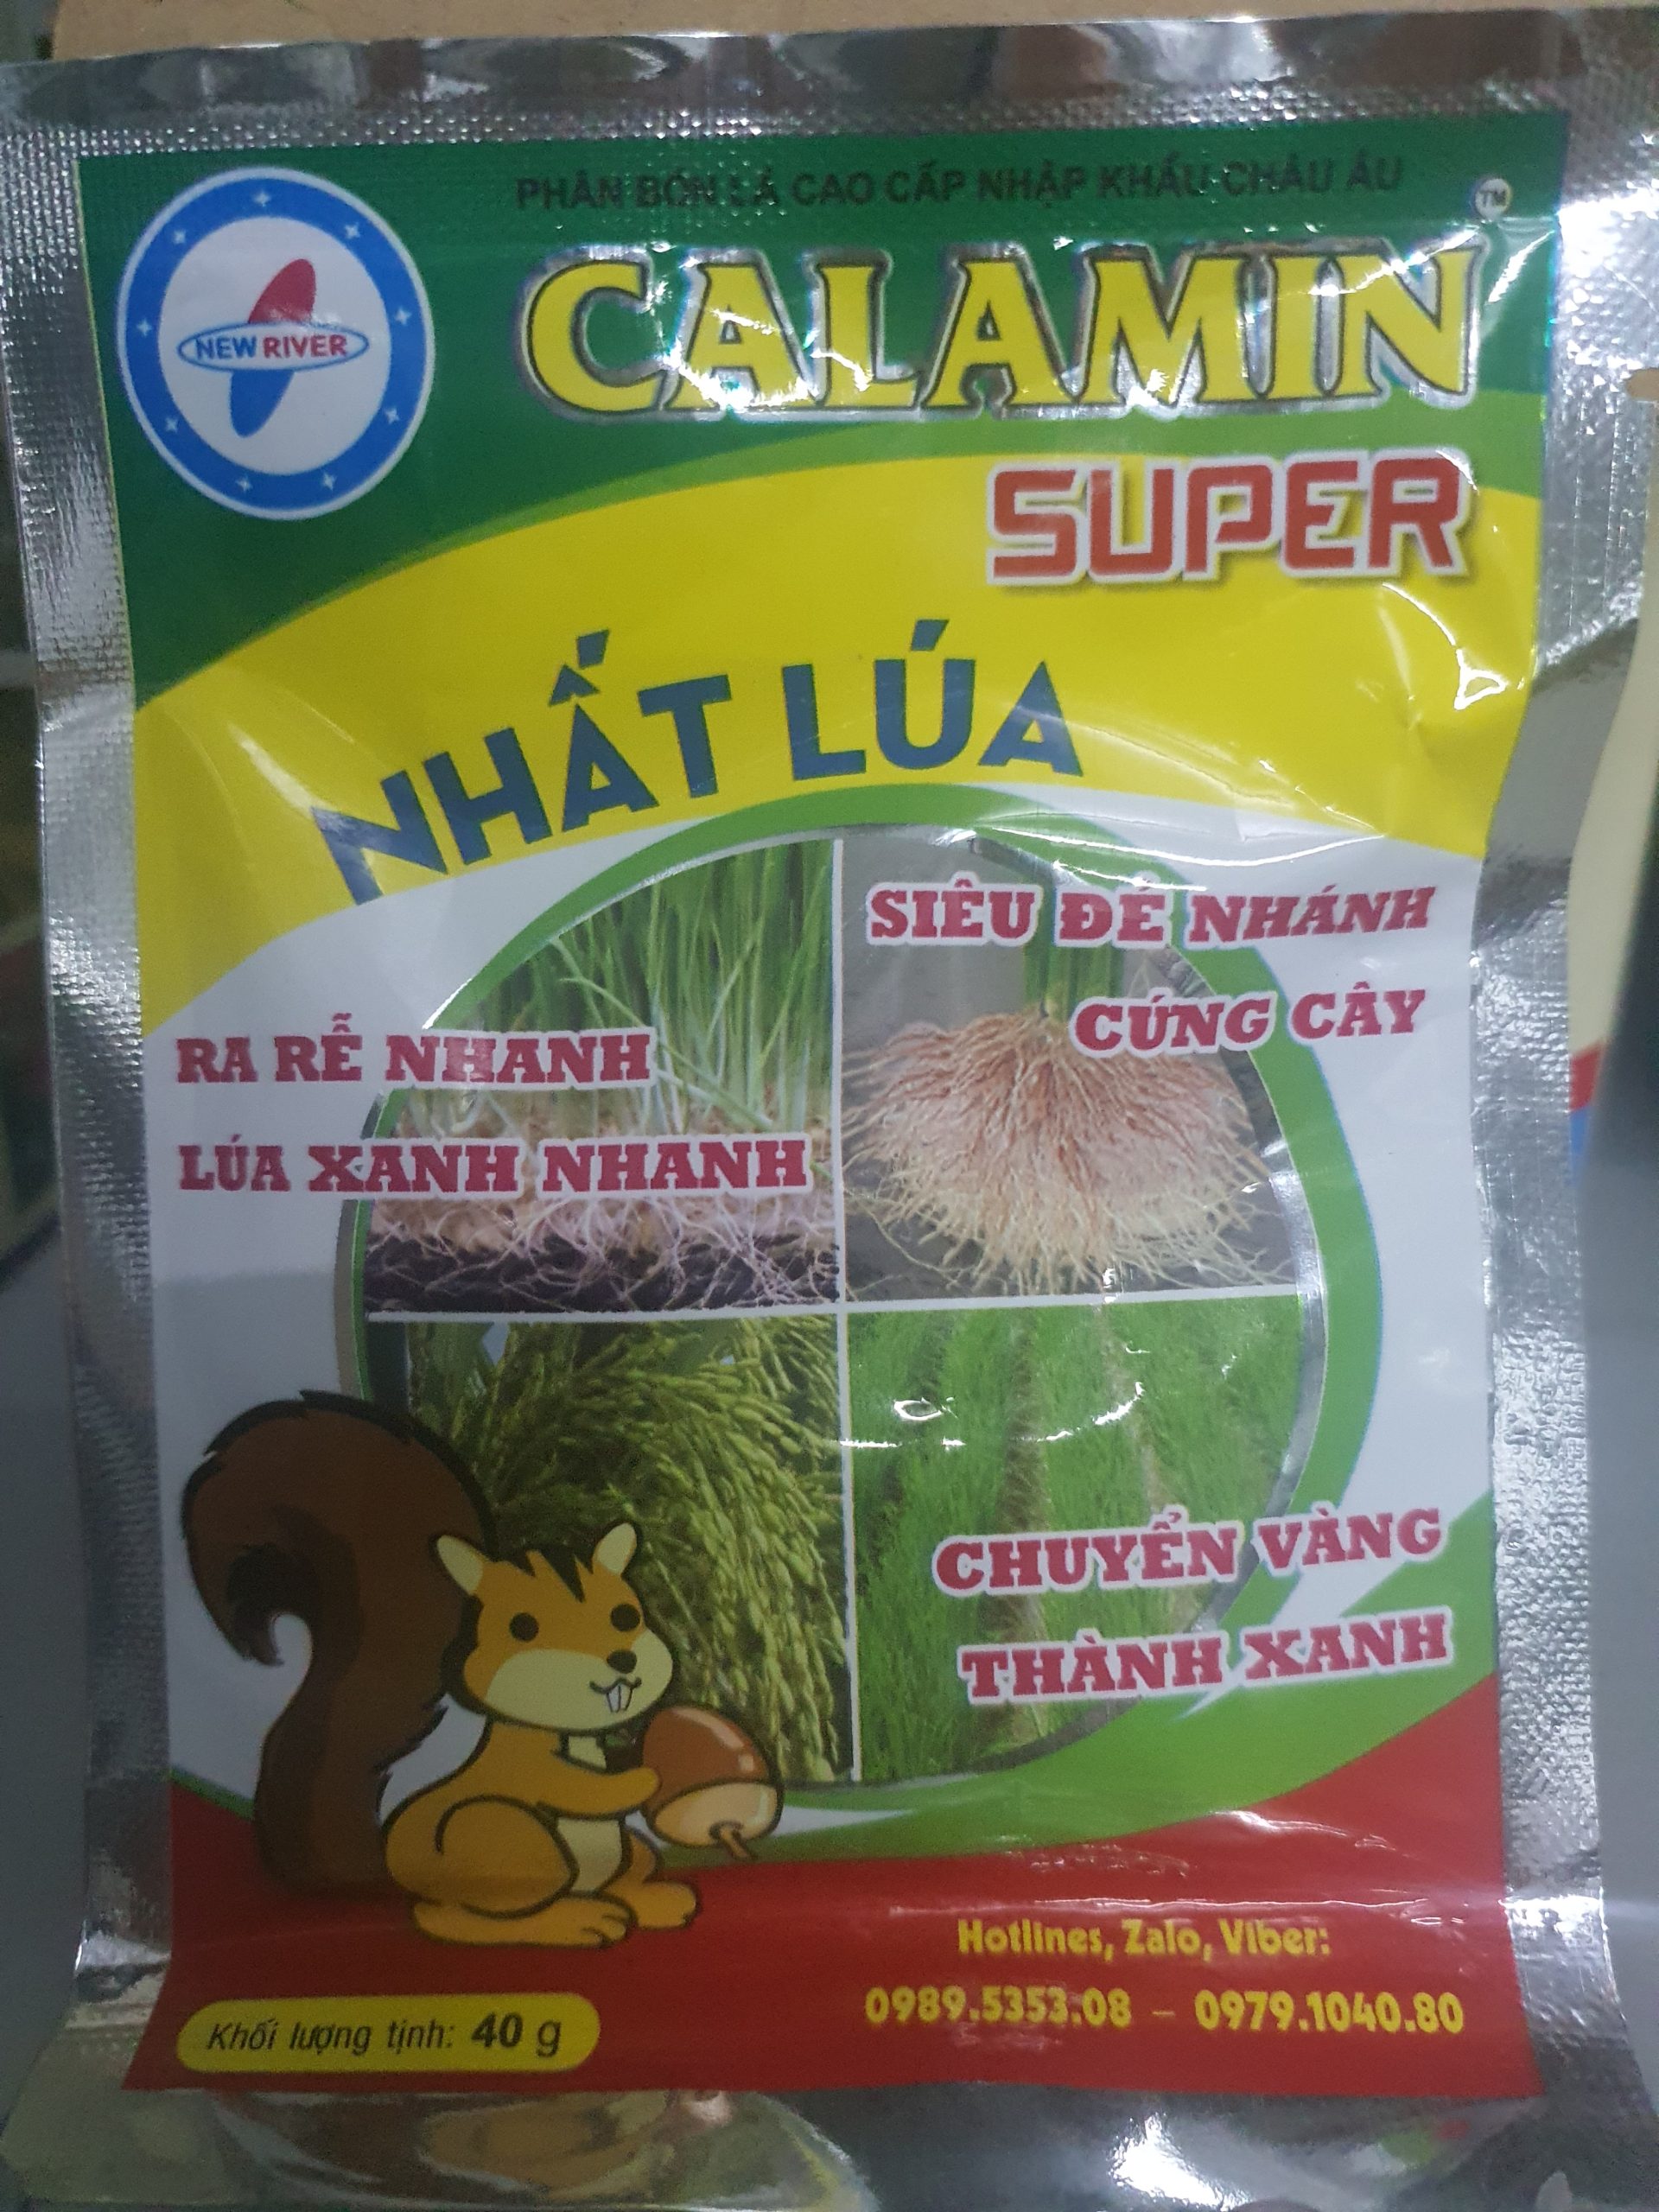 PHÂN BÓN LÁ CAO CẤP NHẬP KHẨU CHÂU ÂU
TM
NEW RIVER
CALAMIN
SUPER
NHẤT LÚA
SIÊU ĐẺ NHÁNH
CỨNG CÂY
RA RỄ NHANH
LÚA XANH NHANH
CHUYỂN VÀNG
THÀNH XANH
Hotlines, Zalo, Viber:
0989.5353.08 – 0979.1040.80
Khối lượng tịnh: 40 g